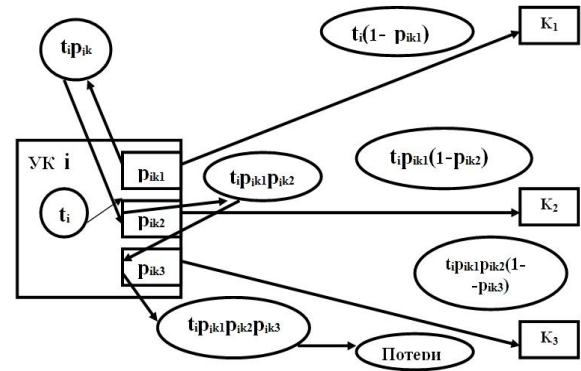 tᵢ(1- pᵢₖ₁)
K₁
tᵢpᵢₖ
УК i
pᵢₖ₁
tᵢpᵢₖ₁pᵢₖ₂
tᵢpᵢₖ₁(1-pᵢₖ₂)
tᵢ
pᵢₖ₂
K₂
pᵢₖ₃
tᵢpᵢₖ₁pᵢₖ₂(1-
-pᵢₖ₃)
tᵢpᵢₖ₁pᵢₖ₂pᵢₖ₃
Потери
K₃